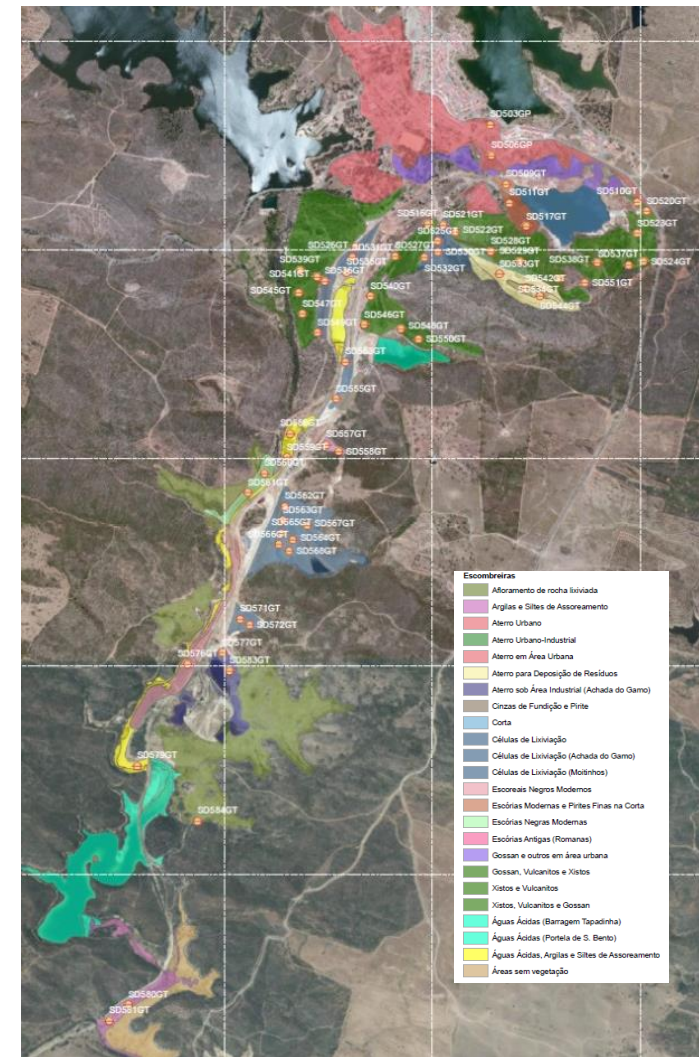 SD503GP
SD506GP
SD509GT
SD511GT
SD510GT
SD520GT
SD516GT
SD521GT
SD522GT
SD517GT
SD523GT
SD525GT
SD526GT
SD531GT
SD527GT
SD528GT
SD530GT
SD529GT
SD535GT
SD532GT
SD533GT
SD538GT
SD537GT
SD524GT
SD539GT
SD541GT
SD536GT
SD542GT
SD551GT
SD545GT
SD540GT
SD534GT
SD544GT
SD547GT
SD546GT
SD548GT
SD550GT
SD555GT
SD557GT
SD559GT
SD558GT
SD561GT
SD562GT
SD563GT
SD565GT
SD567GT
SD566GT
SD564GT
SD568GT
SD571GT
SD572GT
SD577GT
SD576GT
SD583GT
SD579GT
SD584GT
SD580GT
SD581GT
Escombreiras
Afloramento de rocha lixiviada
Argilas e Siltes de Assoreamento
Aterro Urbano
Aterro Urbano-Industrial
Aterro em Área Urbana
Aterro para Deposição de Resíduos
Aterro sob Área Industrial (Achada do Gamo)
Cinzas de Fundição e Pirite
Corta
Células de Lixiviação
Células de Lixiviação (Achada do Gamo)
Células de Lixiviação (Moitinhos)
Escoreais Negros Modernos
Escórias Modernas e Pirites Finas na Corta
Escórias Negras Modernas
Escórias Antigas (Romanas)
Gossan e outros em área urbana
Gossan, Vulcanitos e Xistos
Xistos e Vulcanitos
Xistos, Vulcanitos e Gossan
Águas Ácidas (Barragem Tapadinha)
Águas Ácidas (Portela de S. Bento)
Águas Ácidas, Argilas e Siltes de Assoreamento
Áreas sem vegetação